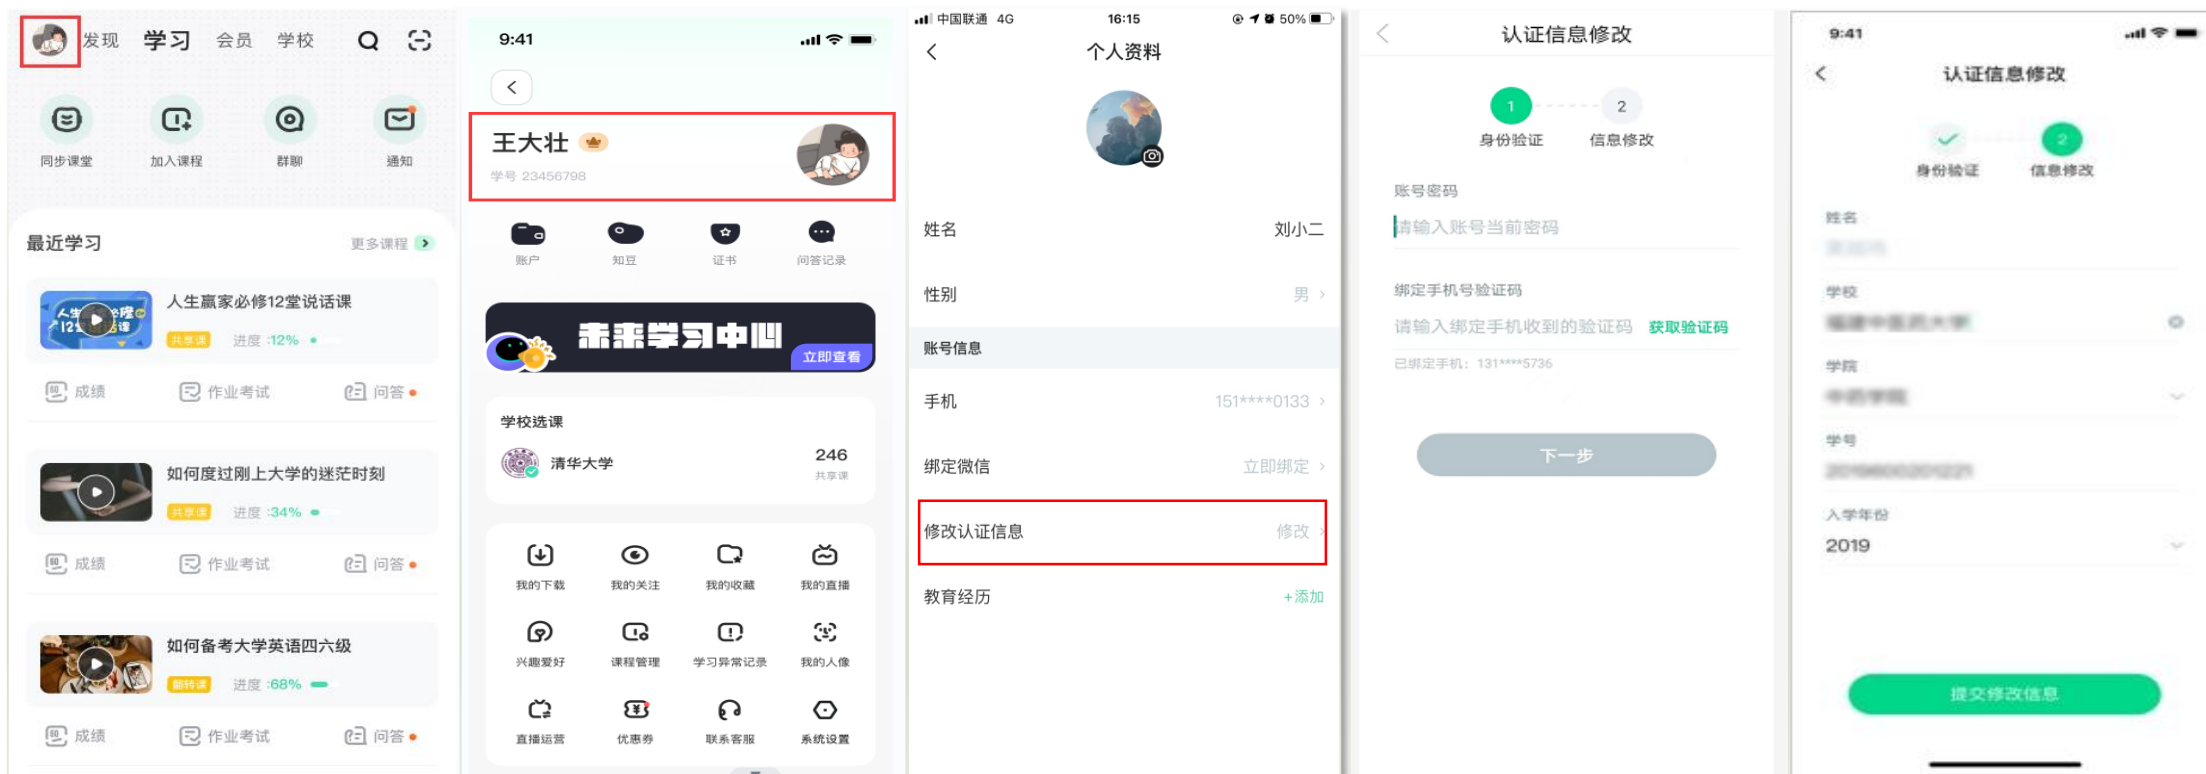 发现 学习 会员 学校
同步课堂 加入课程 群聊 通知
最近学习 更多课程
人生赢家必修12堂说话课
共享课 进度 :12%
成绩 作业考试 问答
如何度过刚上大学的迷茫时刻
共享课 进度 :34%
成绩 作业考试 问答
如何备考大学英语四六级
翻转课 进度 :68%
成绩 作业考试 问答
9:41
王大壮
学号 23456798
账户 知豆 证书 问答记录
未来学习中心
立即查看
学校选课
清华大学 246
共享课
我的下载 我的关注 我的收藏 我的直播
兴趣爱好 课程管理 学习异常记录 我的人像
直播运营 优惠券 联系客服 系统设置
中国联通 4G 16:15 50%
个人资料
姓名 刘小二
性别 男
账号信息
手机 151****0133
绑定微信 立即绑定
修改认证信息 修改
教育经历 +添加
认证信息修改
1 2
身份验证 信息修改
账号密码
请输入账号当前密码
绑定手机号验证码
请输入绑定手机收到的验证码 获取验证码
已绑定手机：131****5736
下一步
9:41
认证信息修改
2
身份验证 信息修改
姓名
学校
福建中医药大学
学院
中药学院
学号
入学年份
2019
提交修改信息